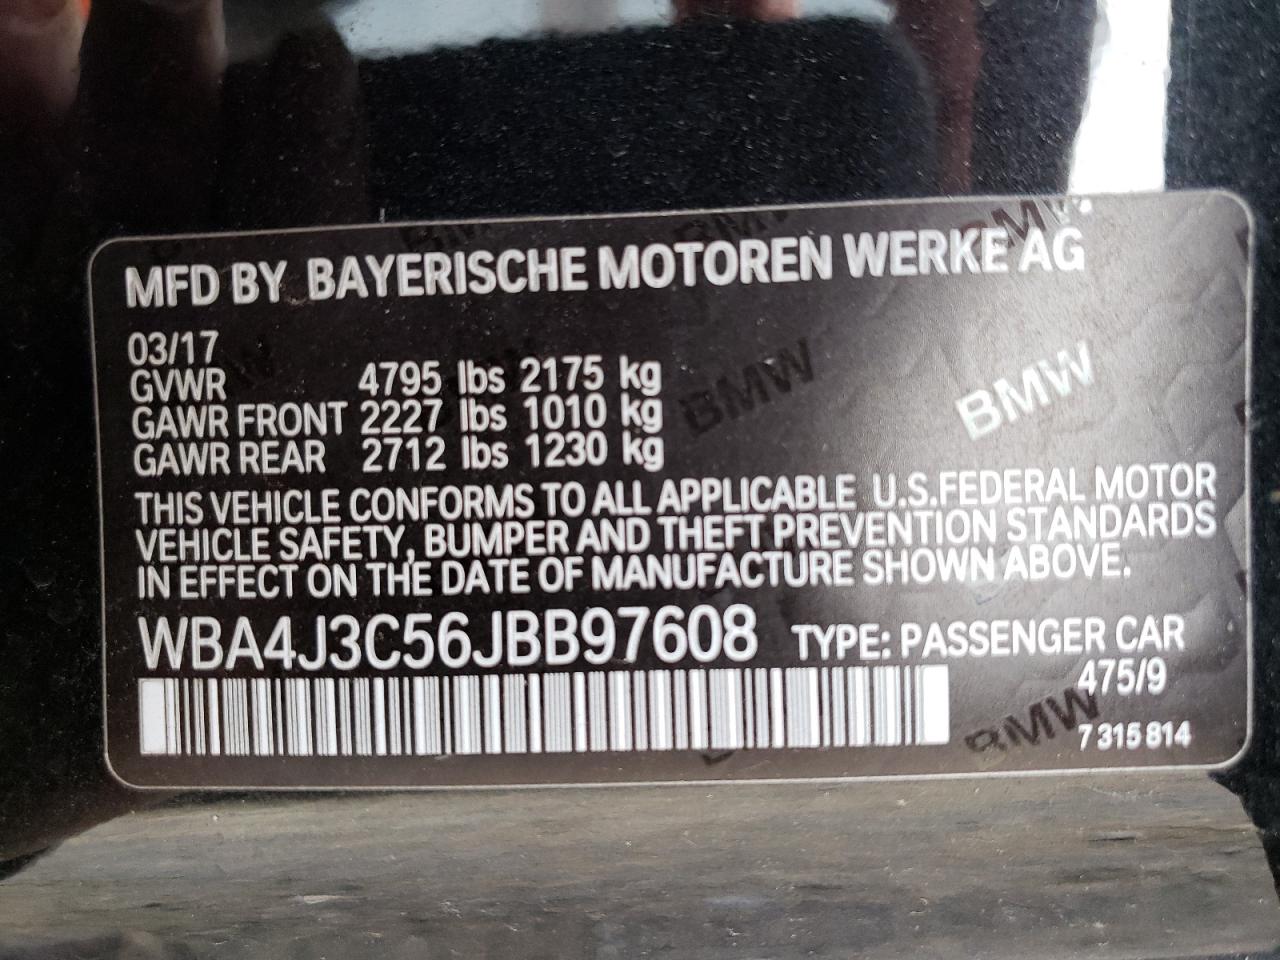 MFD BY BAYERISCHE MOTOREN WERKE AG
03/17
GVWR 4795 lbs 2175 kg
GAWR FRONT 2227 lbs 1010 kg
GAWR REAR 2712 lbs 1230 kg
THIS VEHICLE CONFORMS TO ALL APPLICABLE U.S.FEDERAL MOTOR
VEHICLE SAFETY, BUMPER AND THEFT PREVENTION STANDARDS
IN EFFECT ON THE DATE OF MANUFACTURE SHOWN ABOVE.
WBA4J3C56JBB97608 TYPE: PASSENGER CAR
475/9
7 315 814
BMW
BMW
BMW
BMW